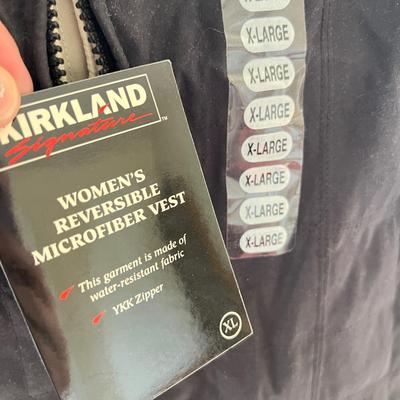 KIRKLAND
Signature™
WOMEN'S
REVERSIBLE
MICROFIBER VEST
This garment is made of
water-resistant fabric
YKK Zipper
XL
X-LARGE
X-LARGE
X-LARGE
X-LARGE
X-LARGE
X-LARGE
X-LARGE
X-LARGE